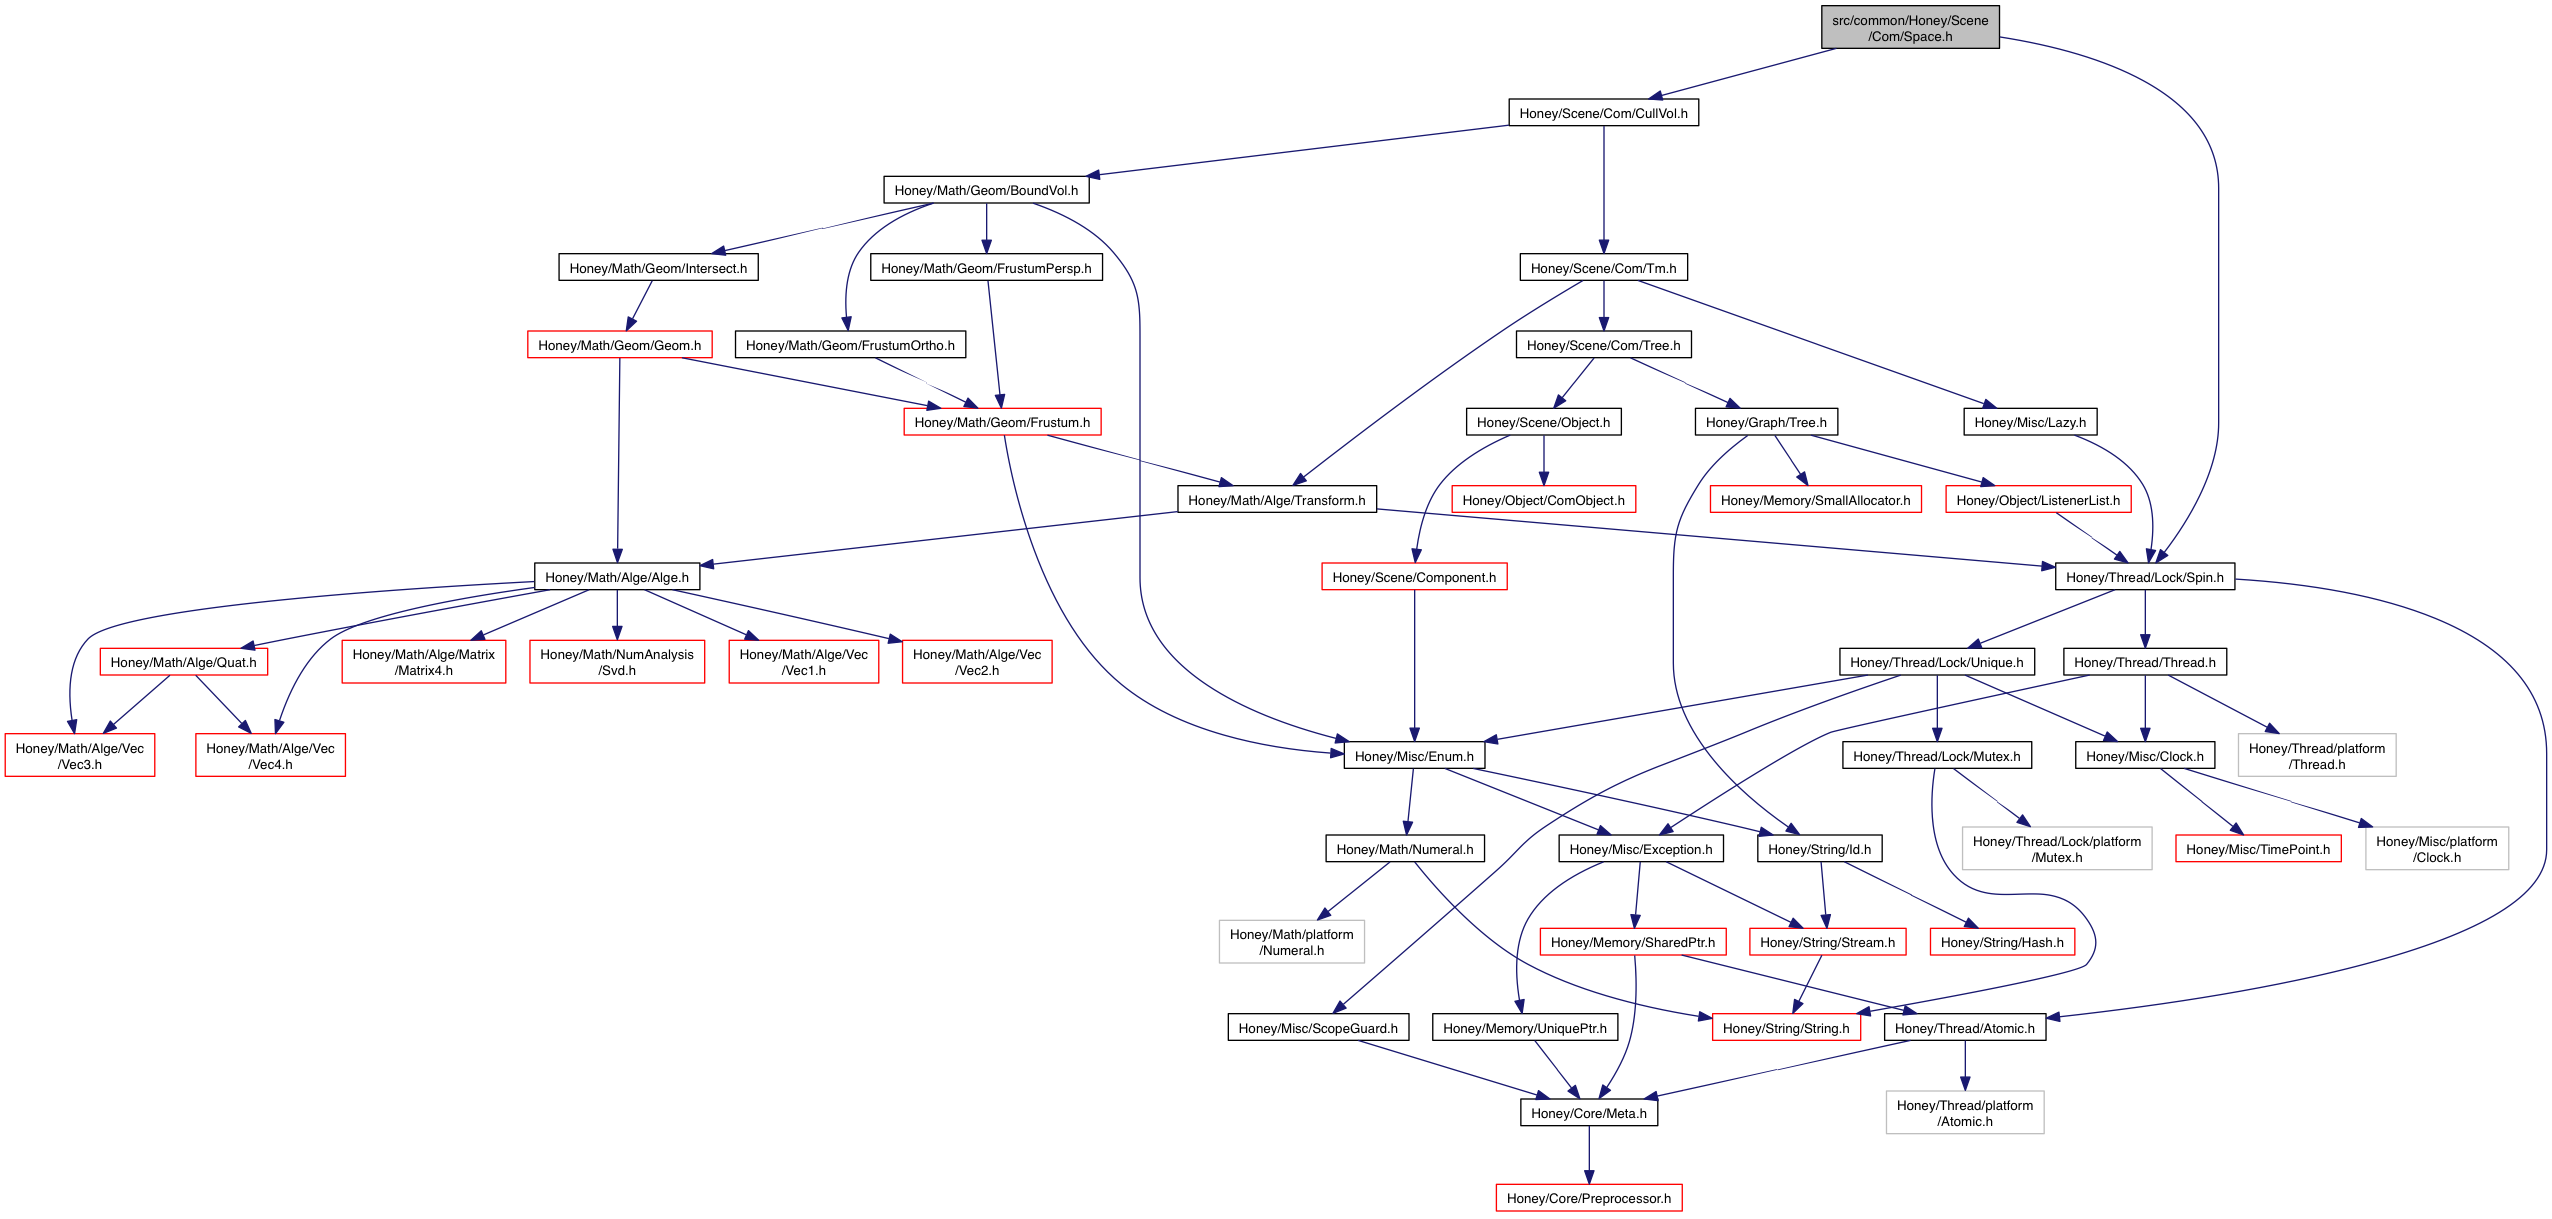 src/common/Honey/Scene
/Com/Space.h
Honey/Scene/Com/CullVol.h
Honey/Math/Geom/BoundVol.h
Honey/Math/Geom/Intersect.h
Honey/Math/Geom/FrustumPersp.h
Honey/Scene/Com/Tm.h
Honey/Math/Geom/Geom.h
Honey/Math/Geom/FrustumOrtho.h
Honey/Scene/Com/Tree.h
Honey/Math/Geom/Frustum.h
Honey/Scene/Object.h
Honey/Graph/Tree.h
Honey/Misc/Lazy.h
Honey/Math/Alge/Transform.h
Honey/Object/ComObject.h
Honey/Memory/SmallAllocator.h
Honey/Object/ListenerList.h
Honey/Math/Alge/Alge.h
Honey/Scene/Component.h
Honey/Thread/Lock/Spin.h
Honey/Math/Alge/Quat.h
Honey/Math/Alge/Matrix
/Matrix4.h
Honey/Math/NumAnalysis
/Svd.h
Honey/Math/Alge/Vec
/Vec1.h
Honey/Math/Alge/Vec
/Vec2.h
Honey/Thread/Lock/Unique.h
Honey/Thread/Thread.h
Honey/Math/Alge/Vec
/Vec3.h
Honey/Math/Alge/Vec
/Vec4.h
Honey/Misc/Enum.h
Honey/Thread/Lock/Mutex.h
Honey/Misc/Clock.h
Honey/Thread/platform
/Thread.h
Honey/Math/Numeral.h
Honey/Misc/Exception.h
Honey/String/Id.h
Honey/Thread/Lock/platform
/Mutex.h
Honey/Misc/TimePoint.h
Honey/Misc/platform
/Clock.h
Honey/Math/platform
/Numeral.h
Honey/Memory/SharedPtr.h
Honey/String/Stream.h
Honey/String/Hash.h
Honey/Misc/ScopeGuard.h
Honey/Memory/UniquePtr.h
Honey/String/String.h
Honey/Thread/Atomic.h
Honey/Core/Meta.h
Honey/Thread/platform
/Atomic.h
Honey/Core/Preprocessor.h